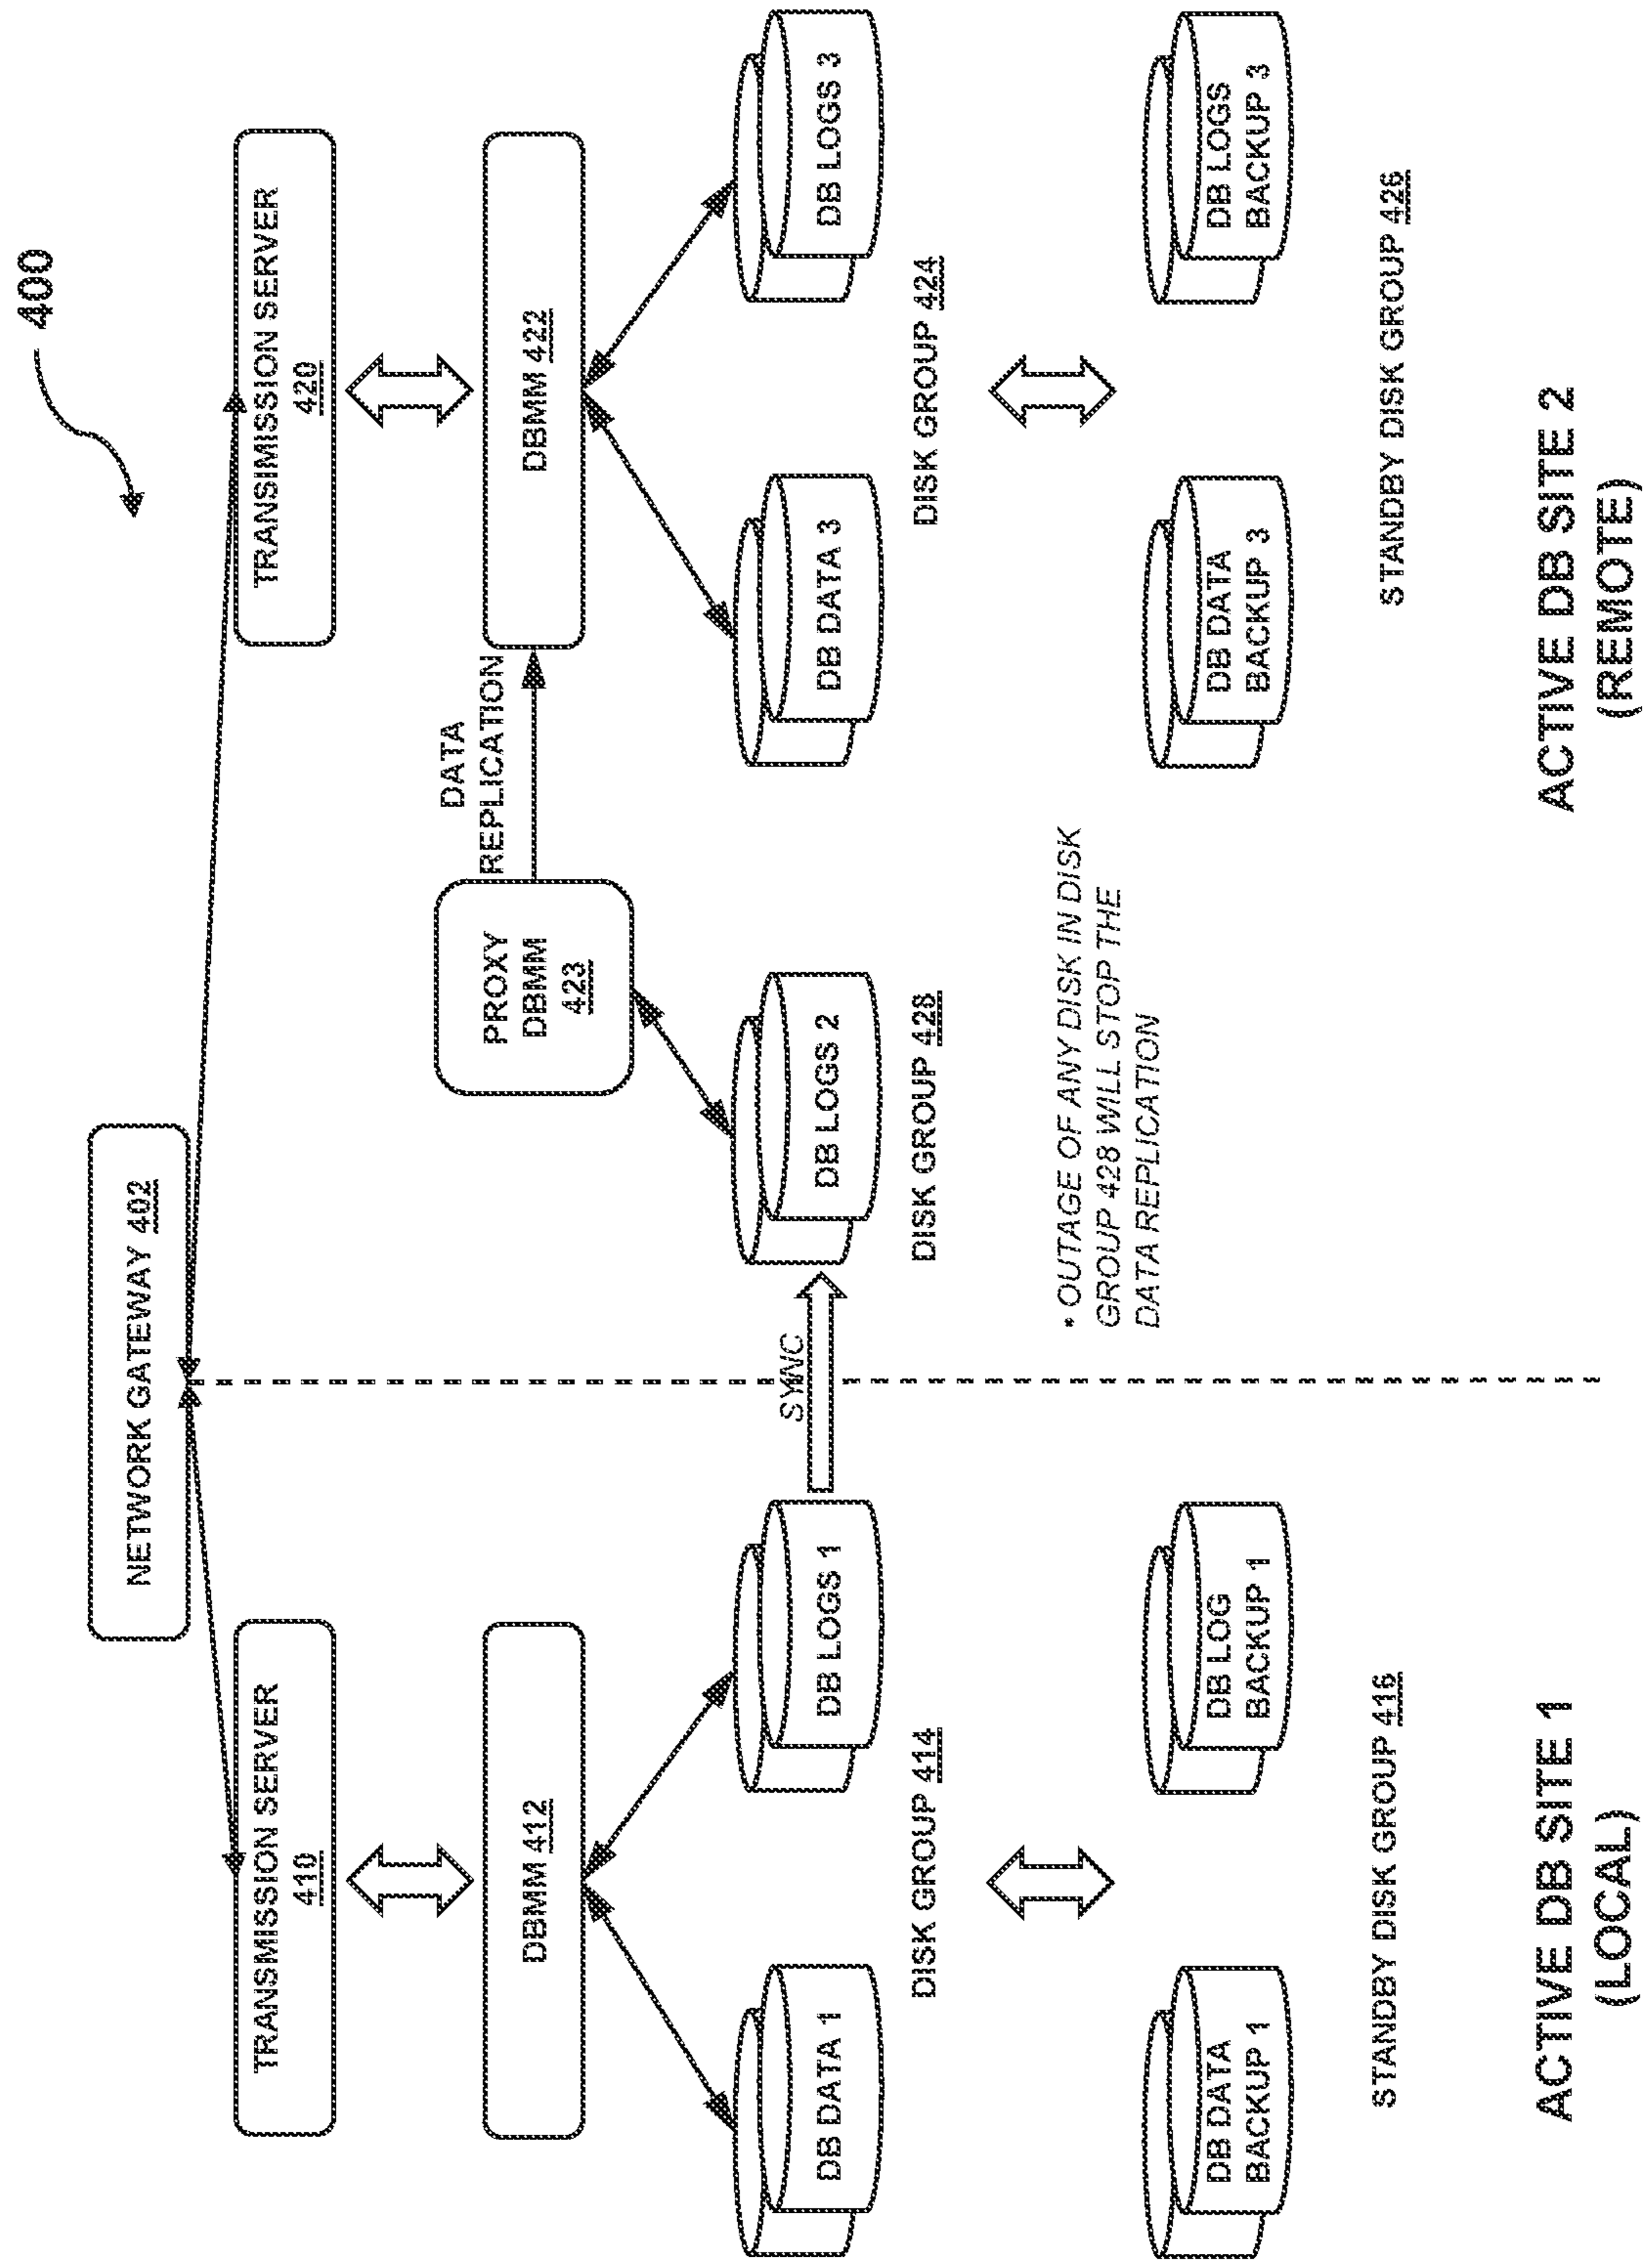 400
NETWORK GATEWAY 402
TRANSMISSION SERVER
410
TRANSIMISSION SERVER
420
DBMM 412
PROXY
DBMM
423
DATA
REPLICATION
DBMM 422
DB DATA 1
DB LOGS 1
SYNC
DB LOGS 2
DB DATA 3
DB LOGS 3
DISK GROUP 414
DISK GROUP 428
DISK GROUP 424
* OUTAGE OF ANY DISK IN DISK
GROUP 428 WILL STOP THE
DATA REPLICATION
DB DATA
BACKUP 1
DB LOG
BACKUP 1
DB DATA
BACKUP 3
DB LOGS
BACKUP 3
STANDBY DISK GROUP 416
STANDBY DISK GROUP 426
ACTIVE DB SITE 1
(LOCAL)
ACTIVE DB SITE 2
(REMOTE)